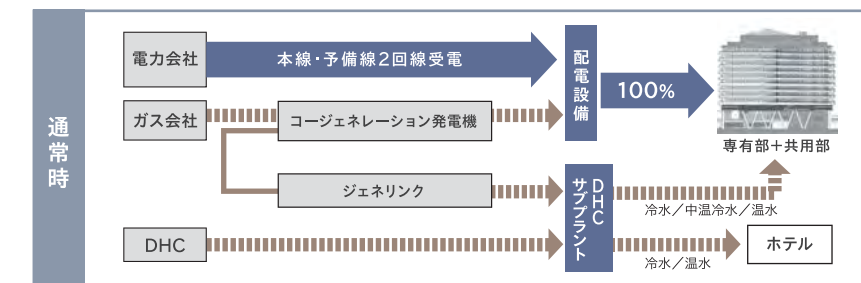 通常時
電力会社
本線・予備線2回線受電
配電設備
100%
ガス会社
コージェネレーション発電機
専有部+共用部
ジェネリンク
DHC
サブプラント
冷水/中温冷水/温水
DHC
ホテル
冷水/温水